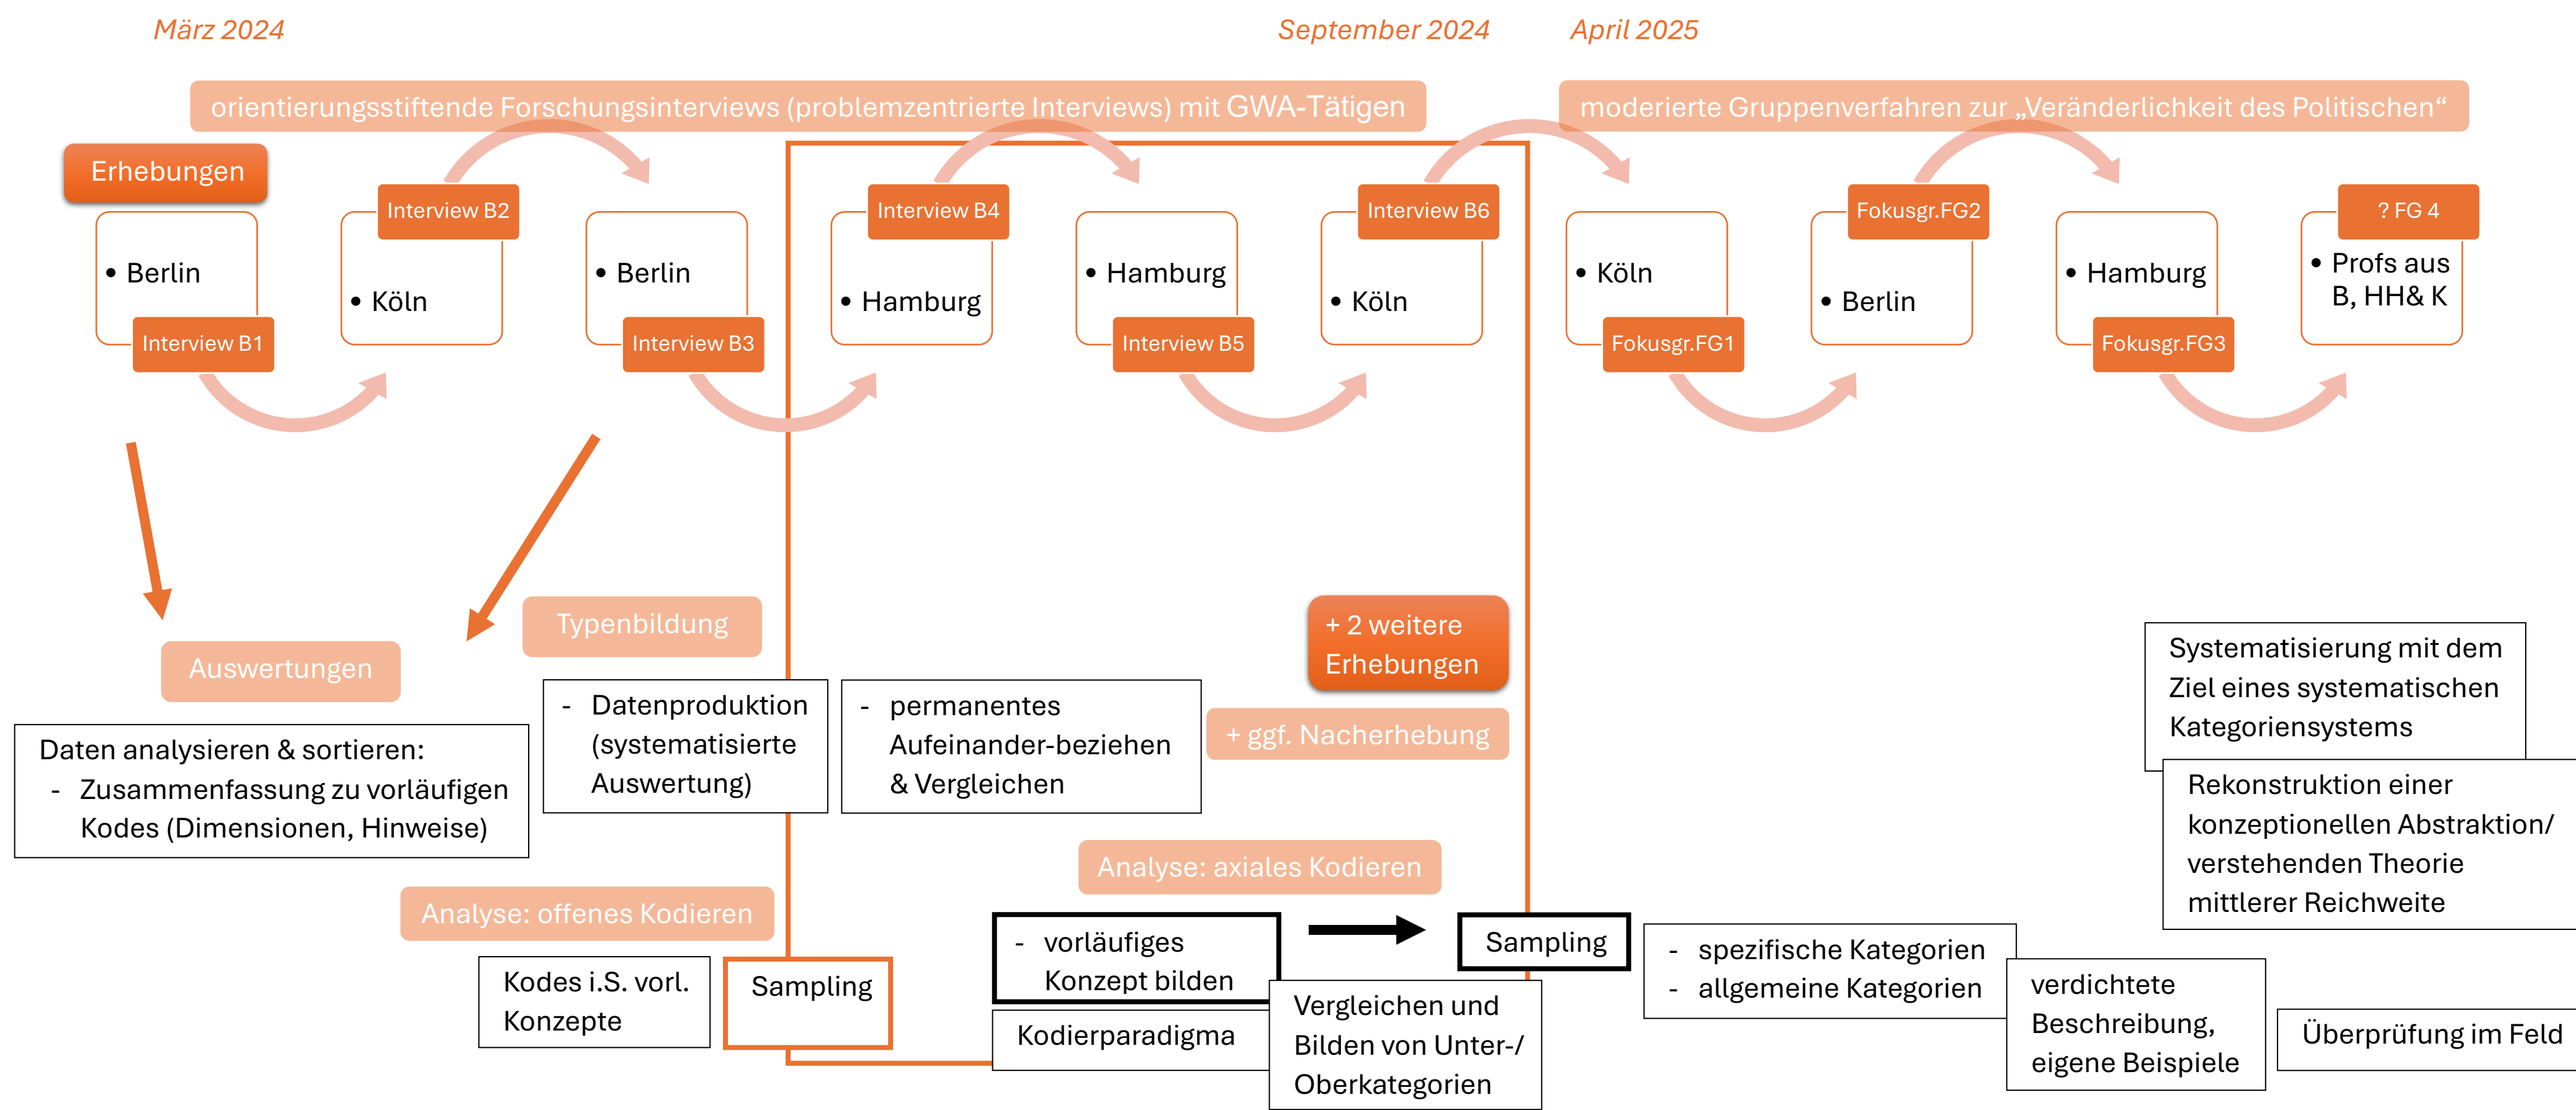 März 2024
September 2024
April 2025
orientierungsstiftende Forschungsinterviews (problemzentrierte Interviews) mit GWA-Tätigen
moderierte Gruppenverfahren zur „Veränderlichkeit des Politischen“
Erhebungen
• Berlin
Interview B1
Interview B2
• Köln
• Berlin
Interview B3
Interview B4
• Hamburg
• Hamburg
Interview B5
Interview B6
• Köln
• Köln
Fokusgr.FG1
Fokusgr.FG2
• Berlin
• Hamburg
Fokusgr.FG3
? FG 4
• Profs aus
B, HH& K
Auswertungen
Daten analysieren & sortieren:
- Zusammenfassung zu vorläufigen
Kodes (Dimensionen, Hinweise)
Typenbildung
- Datenproduktion
(systematisierte
Auswertung)
- permanentes
Aufeinander-beziehen
& Vergleichen
+ 2 weitere
Erhebungen
+ ggf. Nacherhebung
Analyse: offenes Kodieren
Kodes i.S. vorl.
Konzepte
Sampling
Analyse: axiales Kodieren
- vorläufiges
Konzept bilden
Kodierparadigma
Vergleichen und
Bilden von Unter-/
Oberkategorien
Sampling
- spezifische Kategorien
- allgemeine Kategorien
verdichtete
Beschreibung,
eigene Beispiele
Systematisierung mit dem
Ziel eines systematischen
Kategoriensystems
Rekonstruktion einer
konzeptionellen Abstraktion/
verstehenden Theorie
mittlerer Reichweite
Überprüfung im Feld